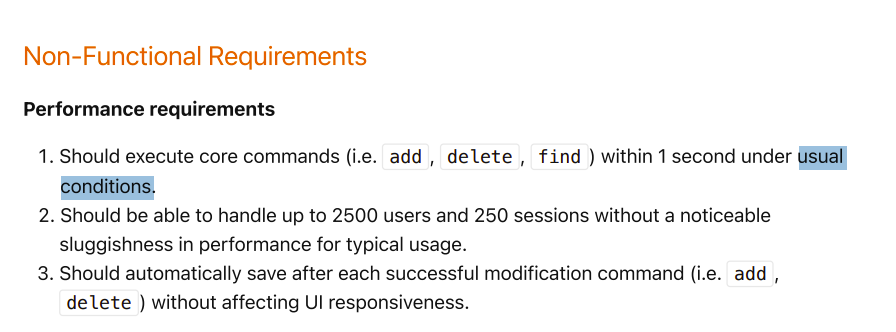 Non-Functional Requirements
Performance requirements
1. Should execute core commands (i.e. add, delete, find) within 1 second under usual
conditions.
2. Should be able to handle up to 2500 users and 250 sessions without a noticeable
sluggishness in performance for typical usage.
3. Should automatically save after each successful modification command (i.e. add,
delete) without affecting UI responsiveness.